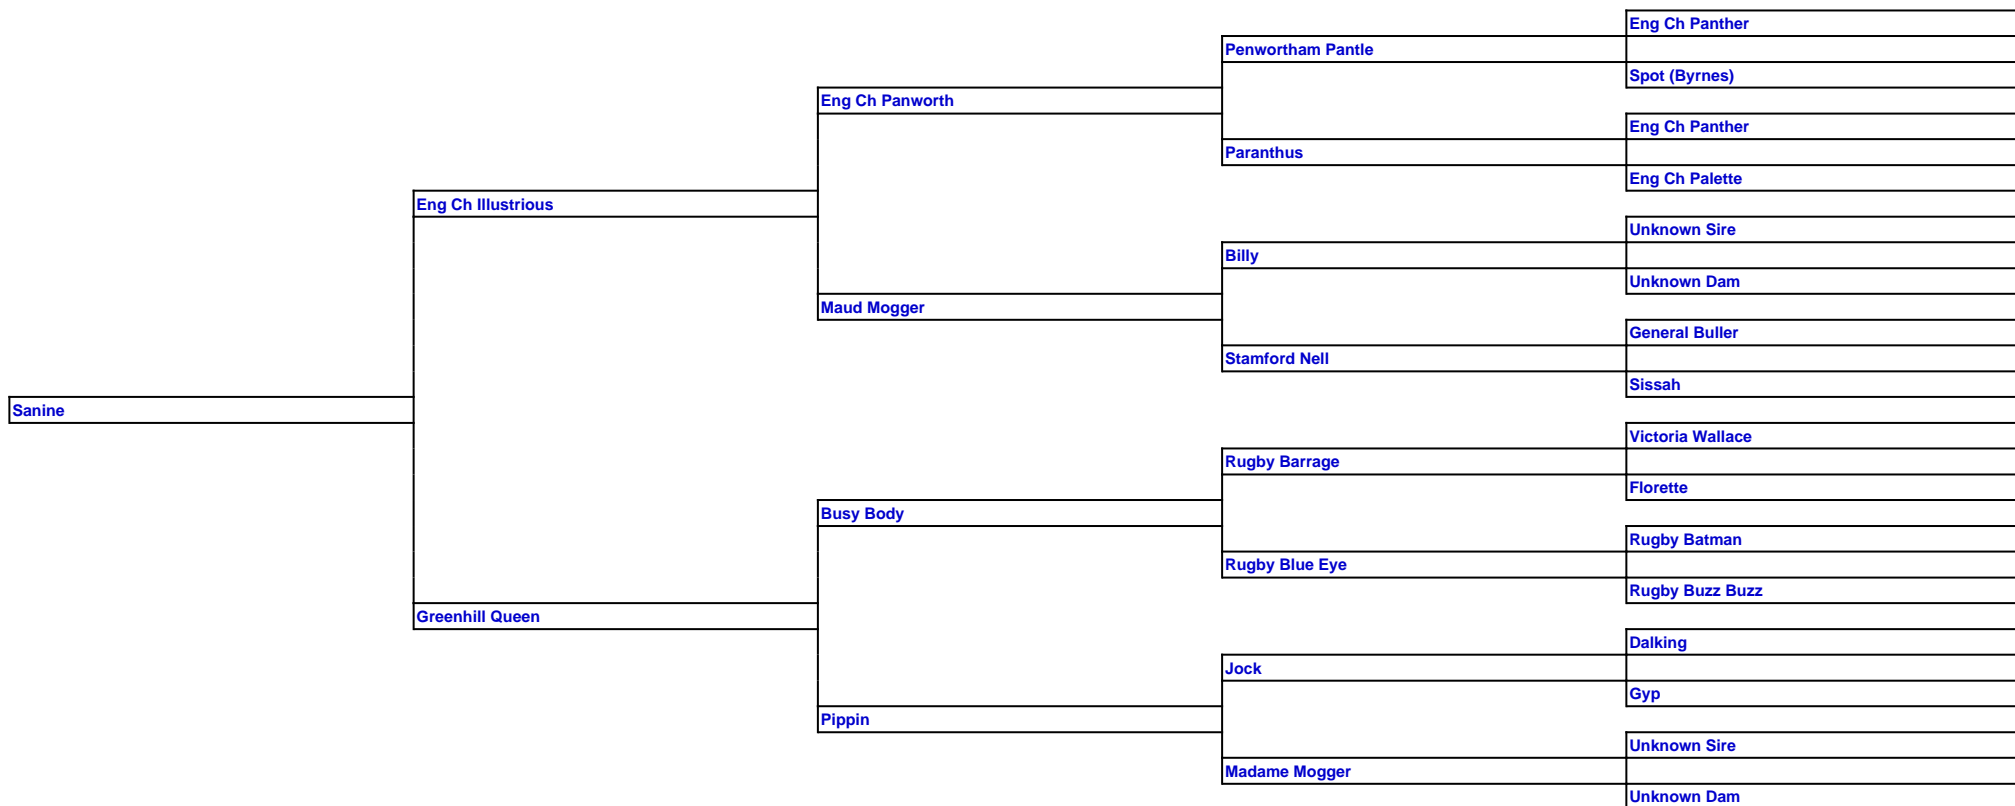 Eng Ch Panther
Penwortham Pantle
Spot (Byrnes)
Eng Ch Panworth
Eng Ch Panther
Paranthus
Eng Ch Palette
Eng Ch Illustrious
Unknown Sire
Billy
Unknown Dam
Maud Mogger
General Buller
Stamford Nell
Sissah
Sanine
Victoria Wallace
Rugby Barrage
Florette
Busy Body
Rugby Batman
Rugby Blue Eye
Rugby Buzz Buzz
Greenhill Queen
Dalking
Jock
Gyp
Pippin
Unknown Sire
Madame Mogger
Unknown Dam